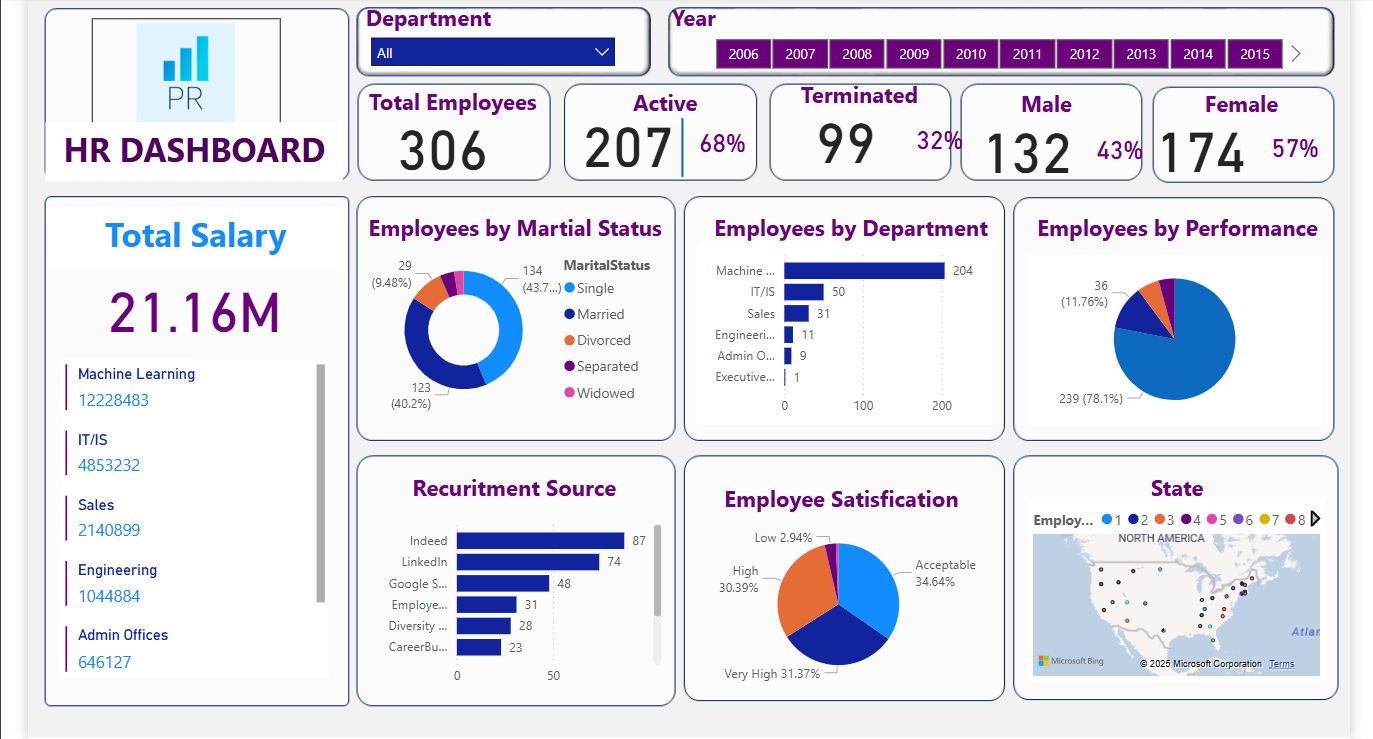 PR
HR DASHBOARD
Department
All
Year
2006
2007
2008
2009
2010
2011
2012
2013
2014
2015
Total Employees
306
Active
207
68%
Terminated
99
32%
Male
132
43%
Female
174
57%
Total Salary
21.16M
Machine Learning
12228483
IT/IS
4853232
Sales
2140899
Engineering
1044884
Admin Offices
646127
Employees by Martial Status
29
(9.48%)
134
(43.7...)
123
(40.2%)
MaritalStatus
Single
Married
Divorced
Separated
Widowed
Employees by Department
Machine ...
204
IT/IS
50
Sales
31
Engineeri...
11
Admin O...
9
Executive...
1
0
100
200
Employees by Performance
36
(11.76%)
239 (78.1%)
Recuritment Source
Indeed
87
LinkedIn
74
Google S...
48
Employe...
31
Diversity ...
28
CareerBu...
23
0
50
Employee Satisfication
Low 2.94%
High
30.39%
Acceptable
34.64%
Very High 31.37%
State
Employ...
1
2
3
4
5
6
7
8
NORTH AMERICA
Atlan
Microsoft Bing
© 2025 Microsoft Corporation
Terms